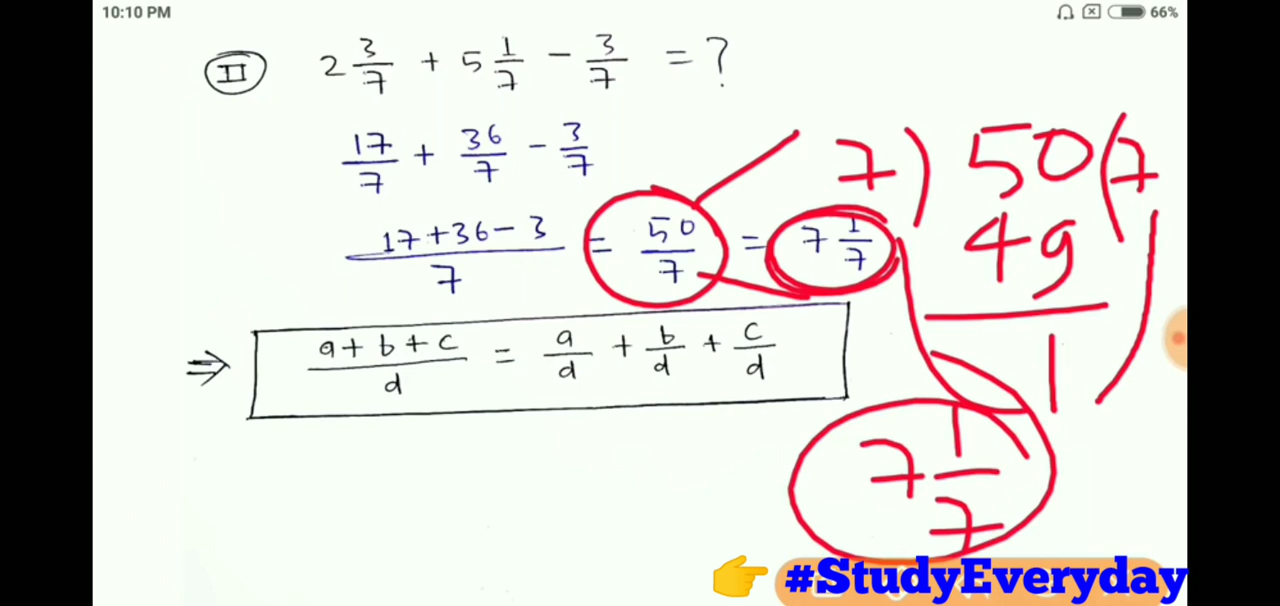 10:10 PM 66%
II 2 3/7 + 5 1/7 - 3/7 = ?
17/7 + 36/7 - 3/7
(17+36-3)/7 = 50/7 = 7 1/7
7) 50 (7
49
1
⇒ (a+b+c)/d = a/d + b/d + c/d
7 1/7
👉 #StudyEveryday